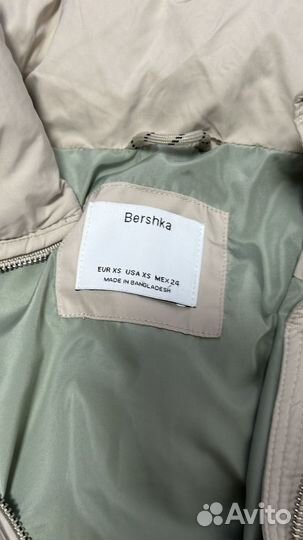 Bershka
EUR XS USA XS MEX 24
MADE IN BANGLADESH
Avito